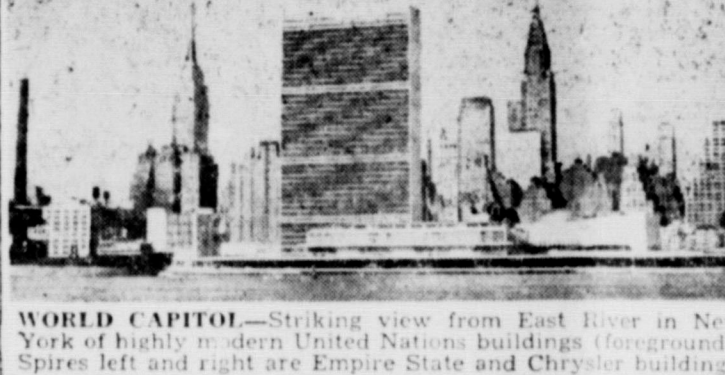 WORLD CAPITOL—Striking view from East River in Ne
York of highly modern United Nations buildings (foreground
Spires left and right are Empire State and Chrysler building